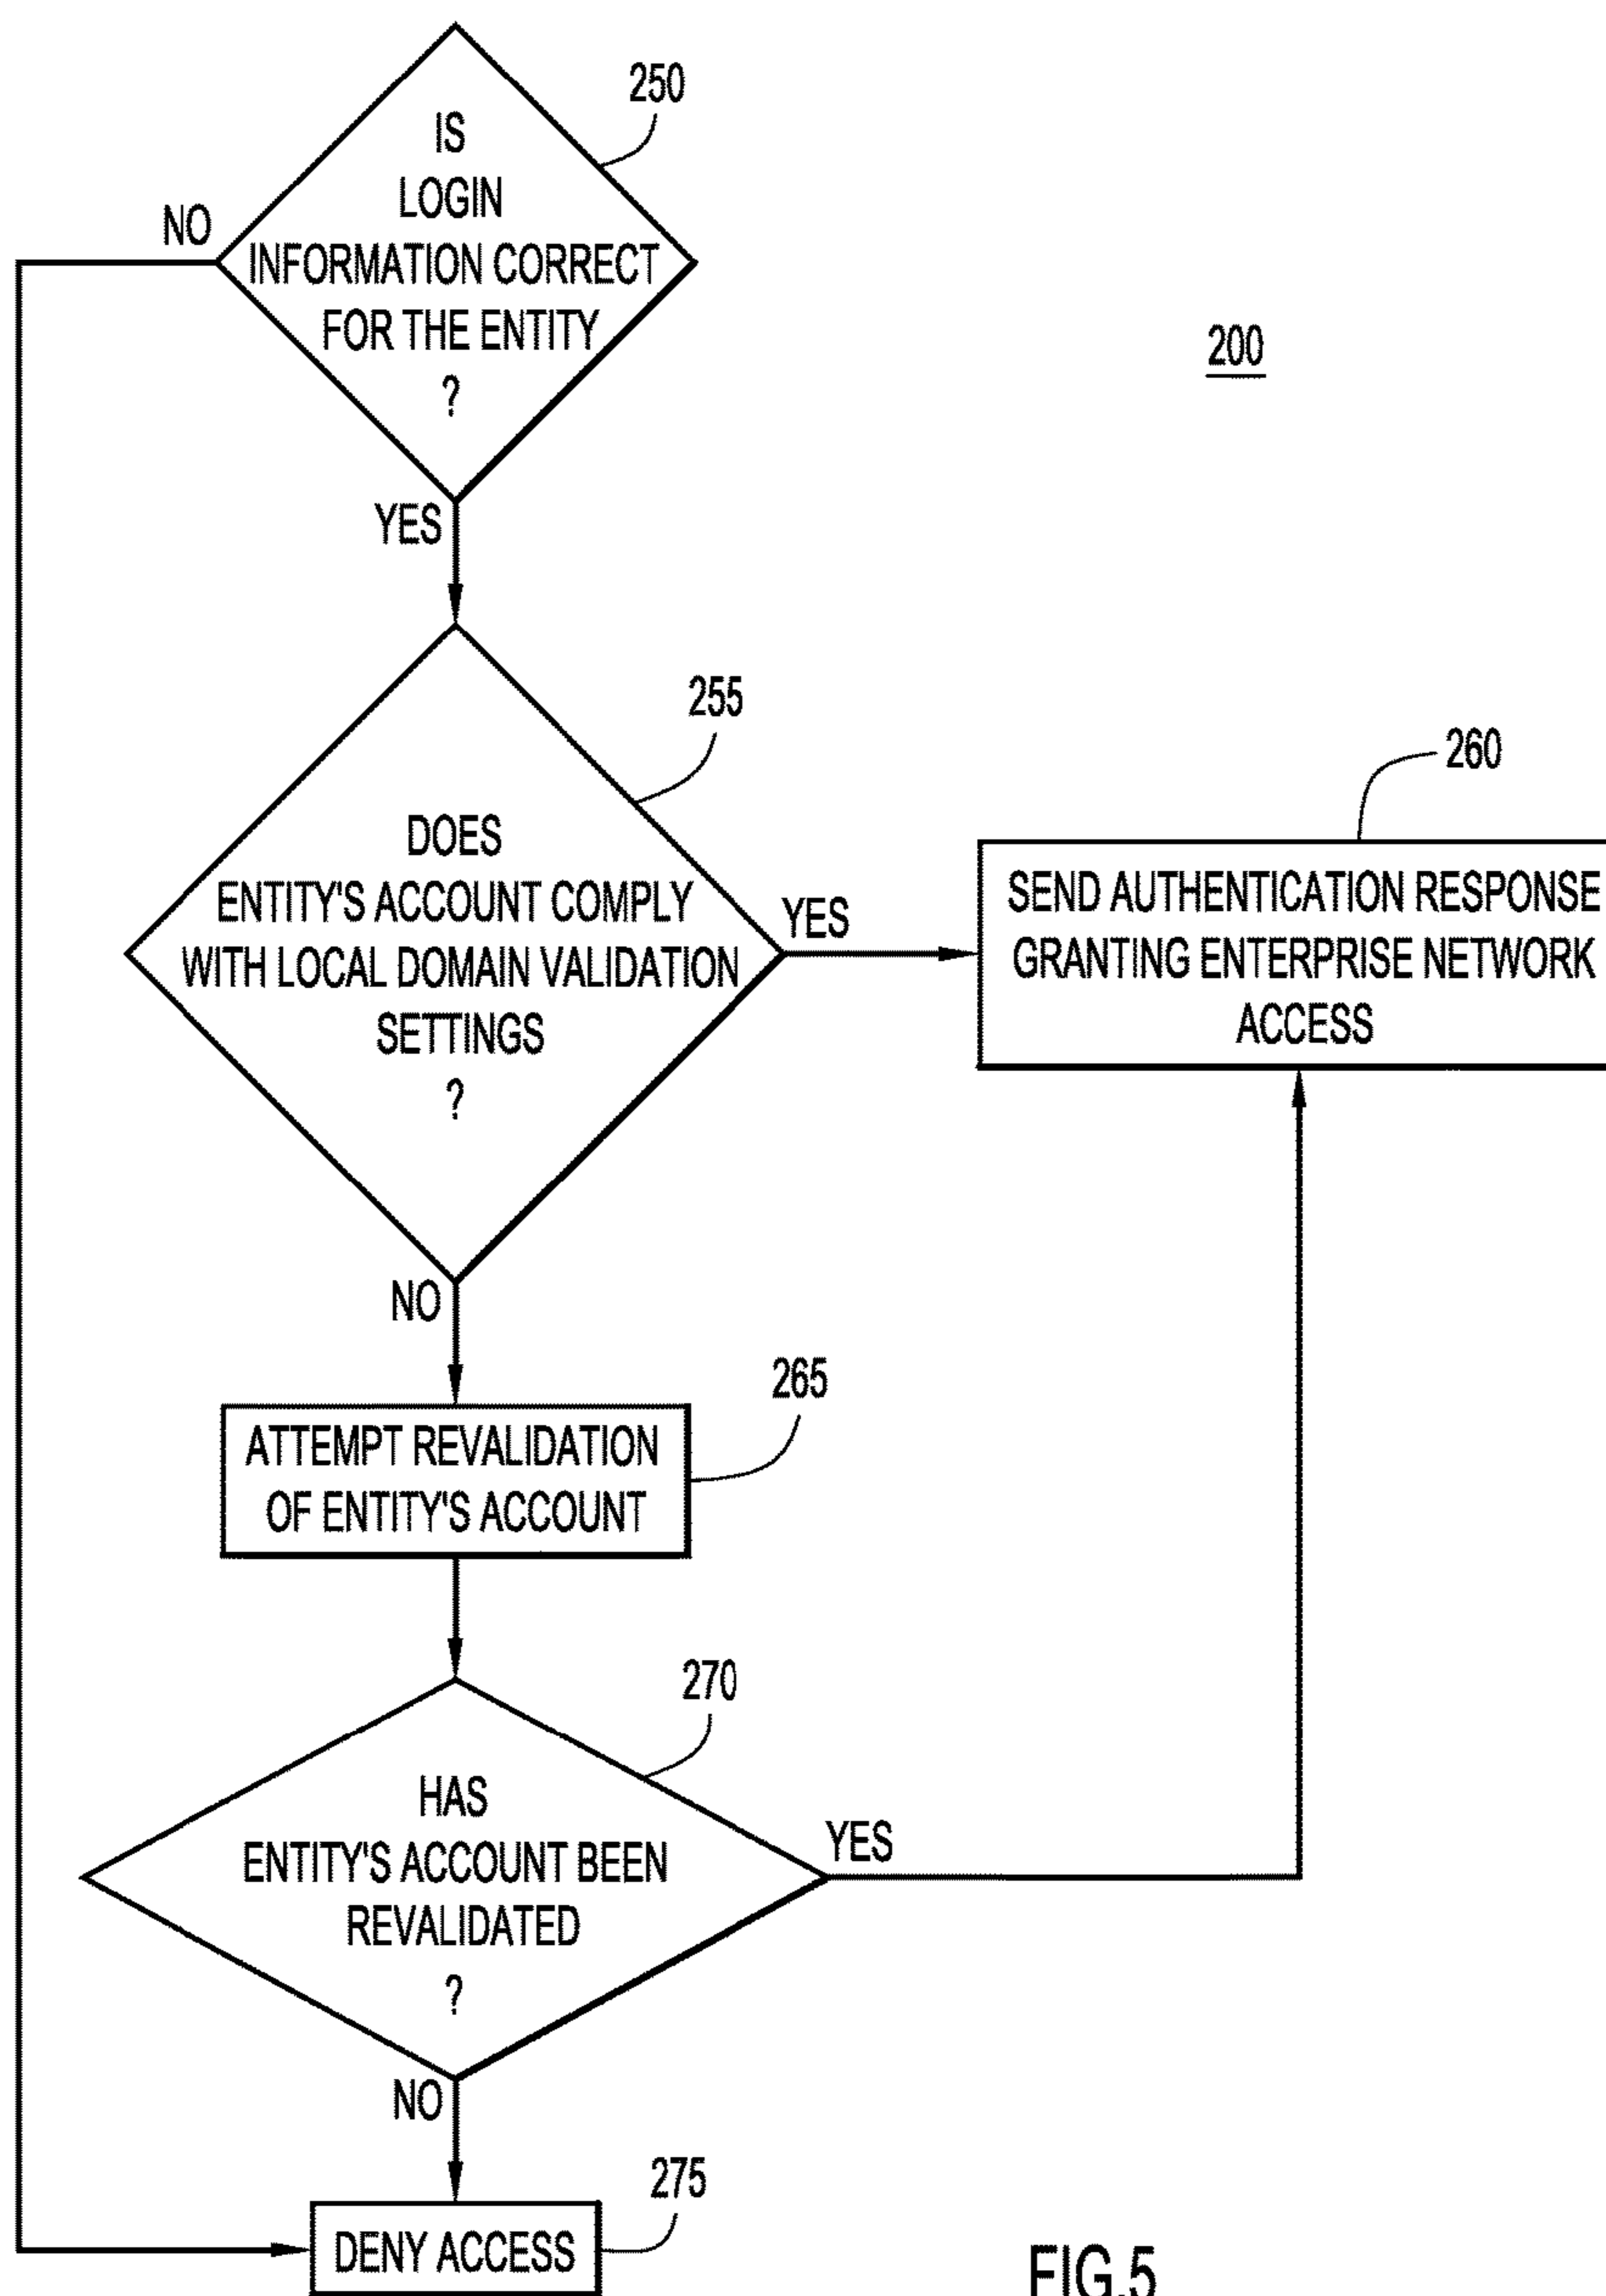 250
IS
LOGIN
INFORMATION CORRECT
FOR THE ENTITY
?
NO
YES
200
255
DOES
ENTITY'S ACCOUNT COMPLY
WITH LOCAL DOMAIN VALIDATION
SETTINGS
?
YES
NO
260
SEND AUTHENTICATION RESPONSE
GRANTING ENTERPRISE NETWORK
ACCESS
265
ATTEMPT REVALIDATION
OF ENTITY'S ACCOUNT
270
HAS
ENTITY'S ACCOUNT BEEN
REVALIDATED
?
YES
NO
275
DENY ACCESS
FIG.5